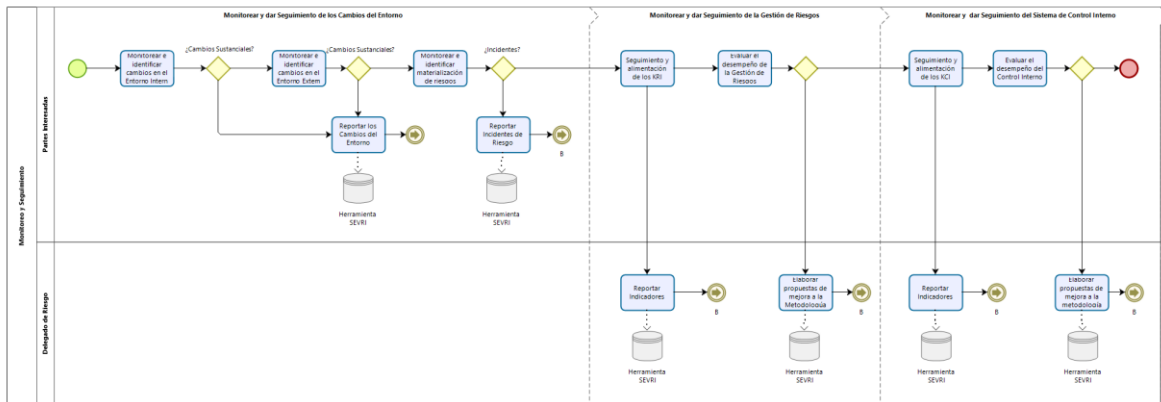 Monitorear y dar Seguimiento de los Cambios del Entorno
Monitorear y dar Seguimiento de la Gestión de Riesgos
Monitorear y dar Seguimiento del Sistema de Control Interno
Monitoreo y Seguimiento
Partes Interesadas
Monitorear e
identificar
cambios en el
Entorno Intern
¿Cambios Sustanciales?
Monitorear e
identificar
cambios en el
Entorno Extern
¿Cambios Sustanciales?
Monitorear e
identificar
materialización
de riesgos
¿Incidentes?
Seguimiento y
alimentación
de los KRI
Evaluar el
desempeño de
la Gestión de
Riesgos
Seguimiento y
alimentación
de los KCI
Evaluar el
desempeño del
Control Interno
Reportar los
Cambios del
Entorno
Reportar
Incidentes de
Riesgo
B
Herramienta
SEVRI
Herramienta
SEVRI
Delegado de Riesgo
Reportar
Indicadores
B
Elaborar
propuestas de
mejora a la
Metodología
B
Reportar
Indicadores
B
Elaborar
propuestas de
mejora a la
metodología
B
Herramienta
SEVRI
Herramienta
SEVRI
Herramienta
SEVRI
Herramienta
SEVRI